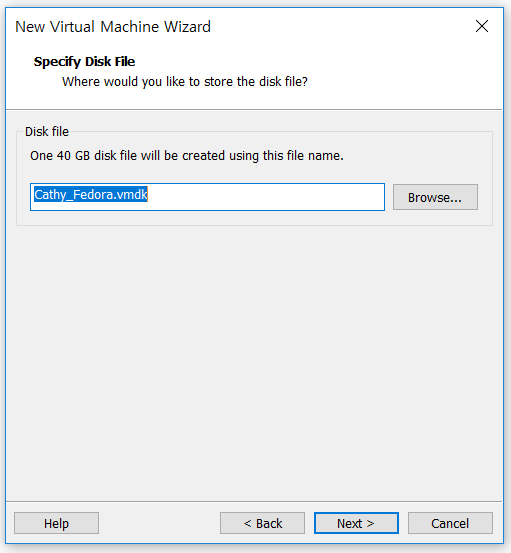 New Virtual Machine Wizard
Specify Disk File
Where would you like to store the disk file?
Disk file
One 40 GB disk file will be created using this file name.
Cathy_Fedora.vmdk
Browse...
Help
< Back
Next >
Cancel